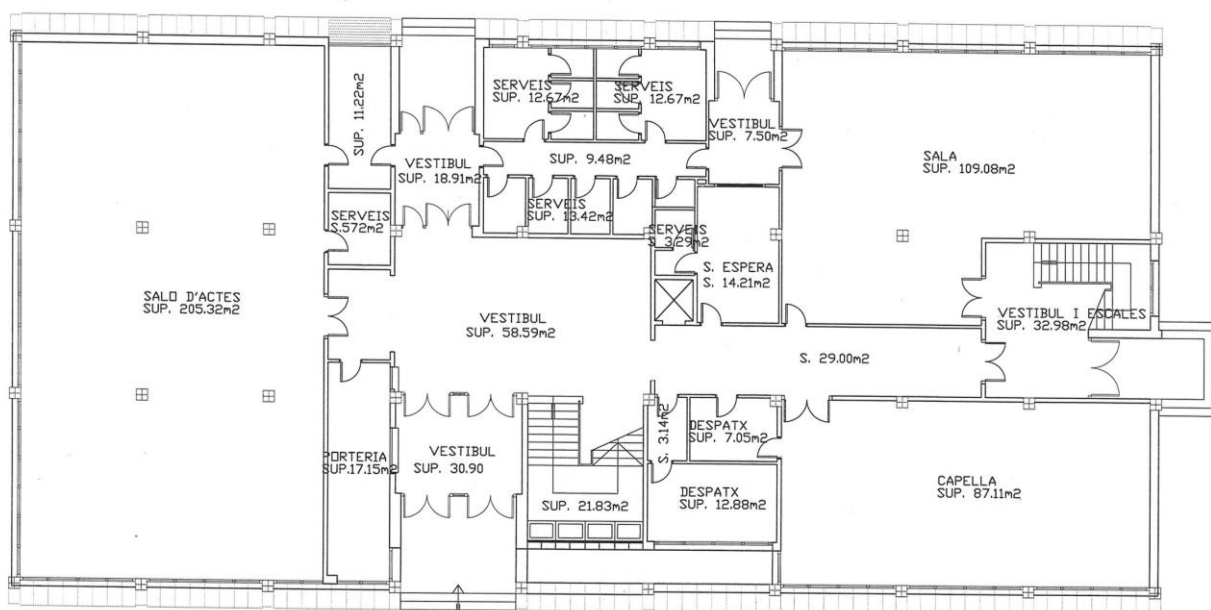 SERVEIS
SUP. 12.67m2
SERVEIS
SUP. 12.67m2
SUP. 11.22m2
VESTIBUL
SUP. 7.50m2
VESTIBUL
SUP. 18.91m2
SUP. 9.48m2
SALA
SUP. 109.08m2
SERVEIS
SUP. 13.42m2
SERVEIS
S.572m2
SERVEIS
S. 3.29m2
S. ESPERA
S. 14.21m2
SALO D'ACTES
SUP. 205.32m2
VESTIBUL
SUP. 58.59m2
VESTIBUL I ESCALES
SUP. 32.98m2
S. 29.00m2
S. 3.14m2
DESPATX
SUP. 7.05m2
PORTERIA
SUP.17.15m2
VESTIBUL
SUP. 30.90
CAPELLA
SUP. 87.11m2
DESPATX
SUP. 12.88m2
SUP. 21.83m2